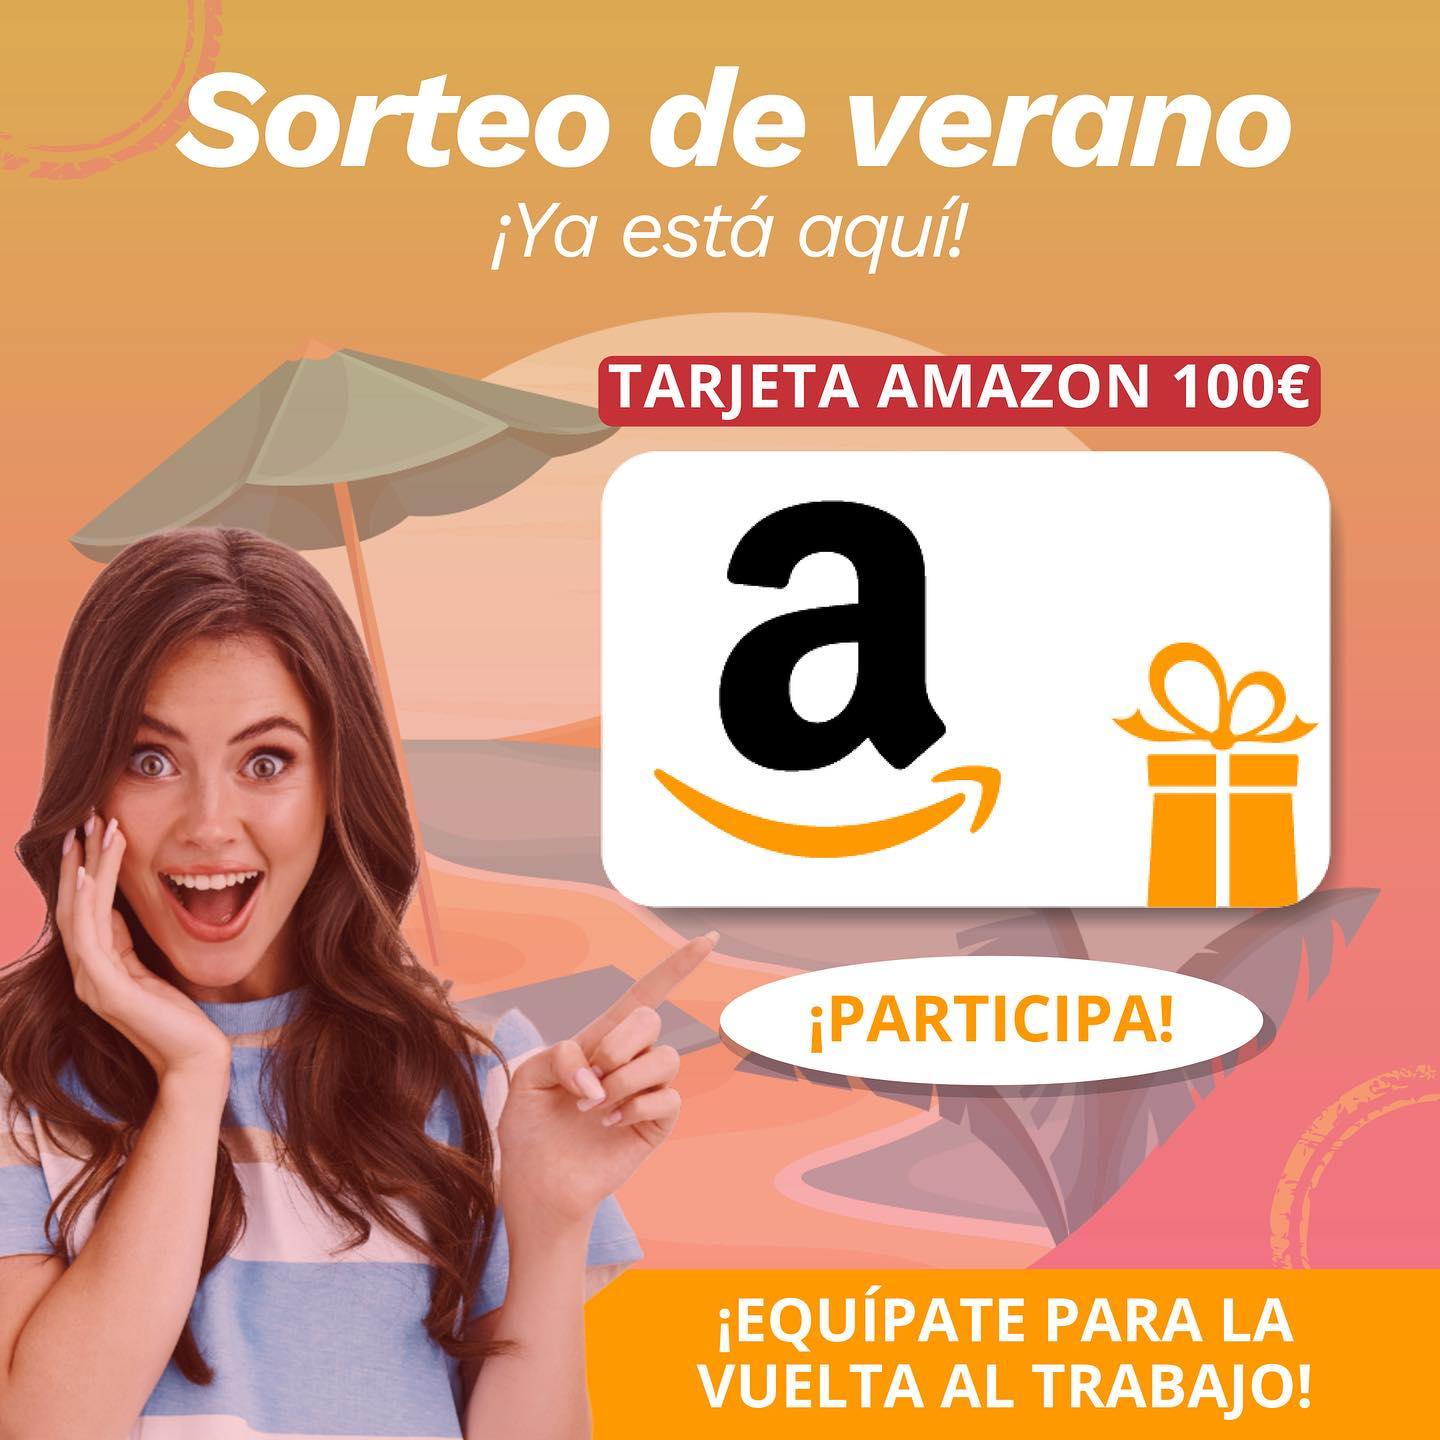 Sorteo de verano
¡Ya está aquí!
TARJETA AMAZON 100€
a
¡PARTICIPA!
¡EQUÍPATE PARA LA
VUELTA AL TRABAJO!